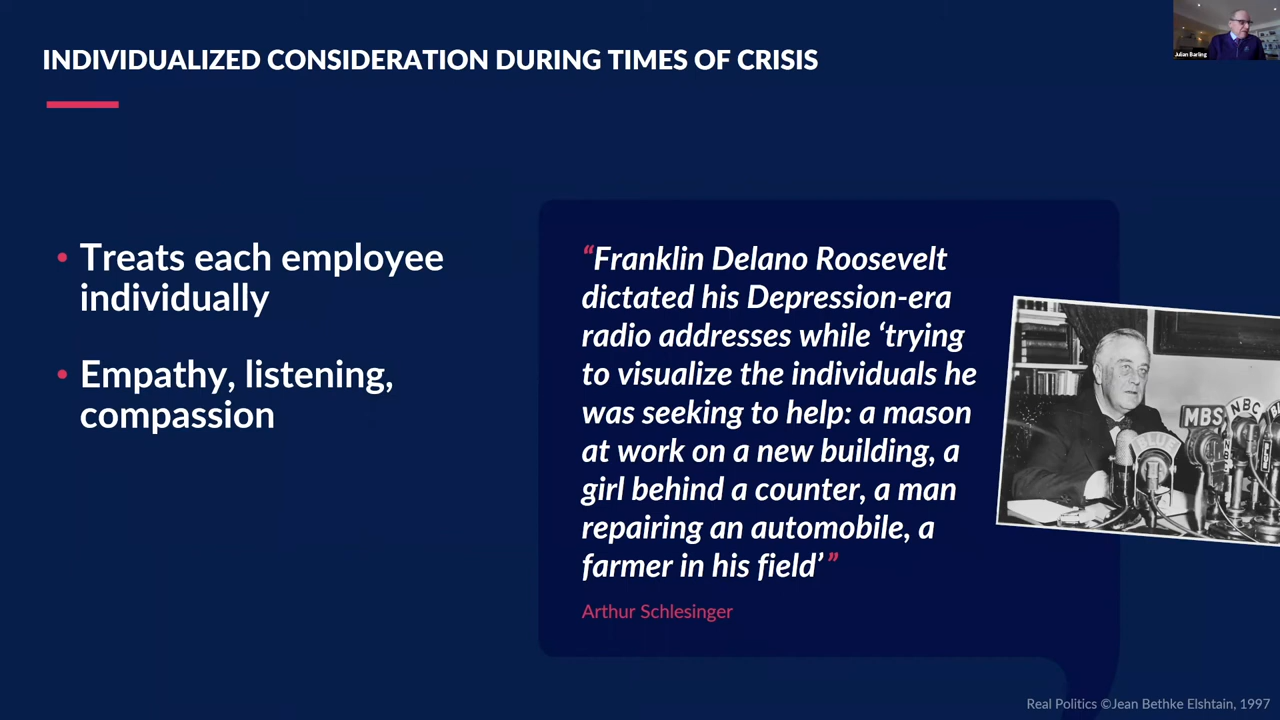 INDIVIDUALIZED CONSIDERATION DURING TIMES OF CRISIS
Julian Barling
• Treats each employee
individually
• Empathy, listening,
compassion
“Franklin Delano Roosevelt
dictated his Depression-era
radio addresses while ‘trying
to visualize the individuals he
was seeking to help: a mason
at work on a new building, a
girl behind a counter, a man
repairing an automobile, a
farmer in his field’”
Arthur Schlesinger
BLUE
MBS
NBC
Real Politics ©Jean Bethke Elshtain, 1997